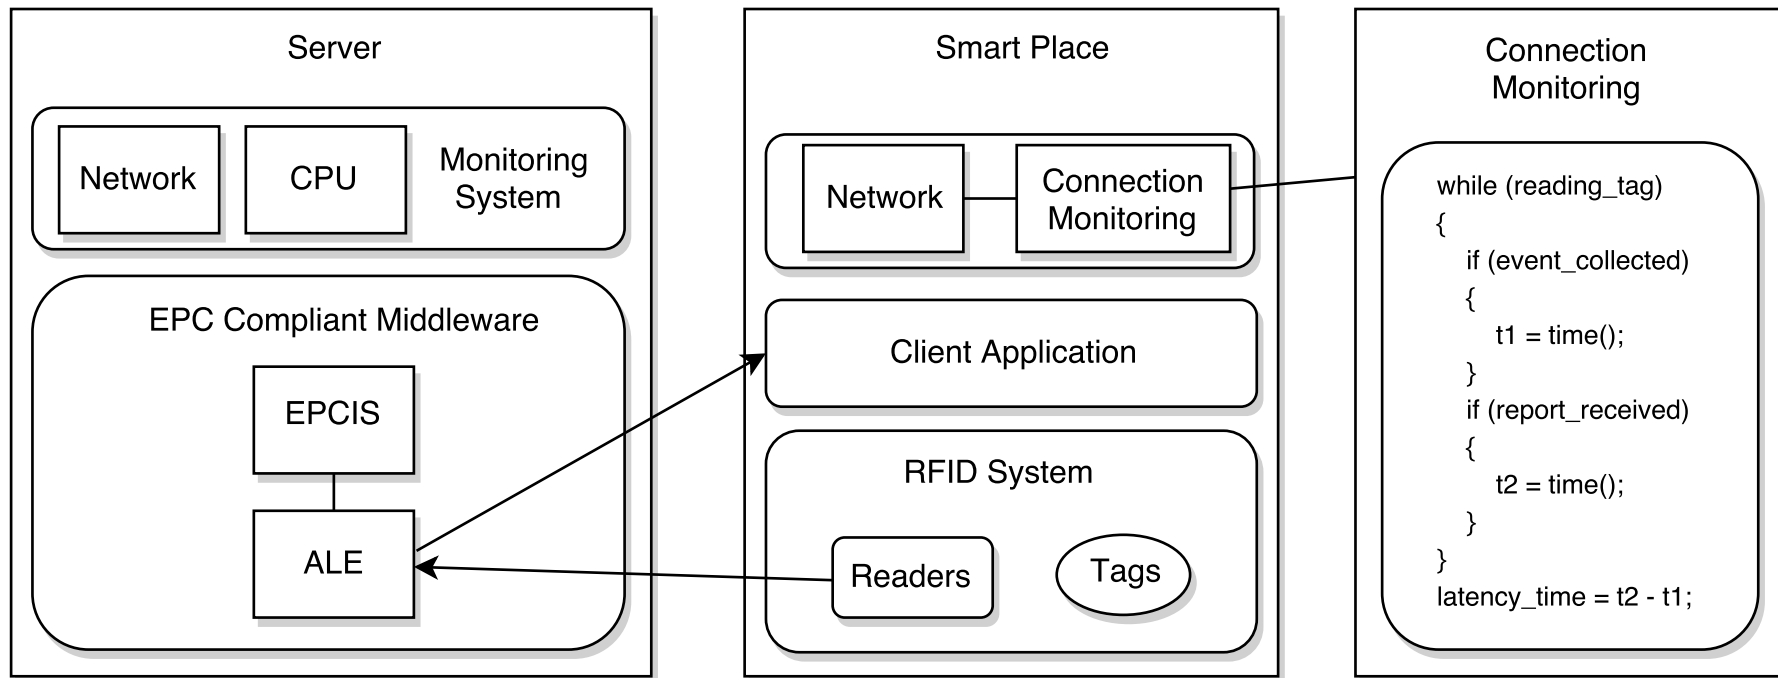 Server
Network
CPU
Monitoring
System
EPC Compliant Middleware
EPCIS
ALE
Smart Place
Network
Connection
Monitoring
Client Application
RFID System
Readers
Tags
Connection
Monitoring
while (reading_tag)
{
if (event_collected)
{
t1 = time();
}
if (report_received)
{
t2 = time();
}
}
latency_time = t2 - t1;